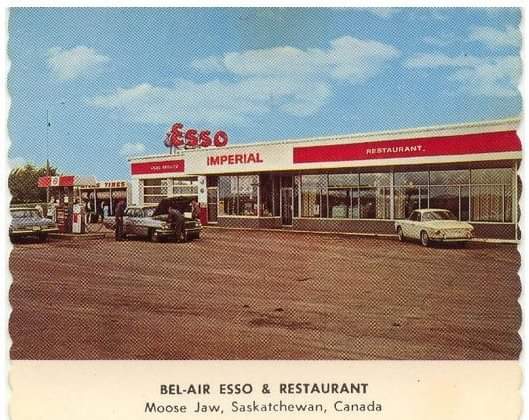 Esso
IMPERIAL
RESTAURANT.
TIRES
BEL-AIR ESSO & RESTAURANT
Moose Jaw, Saskatchewan, Canada